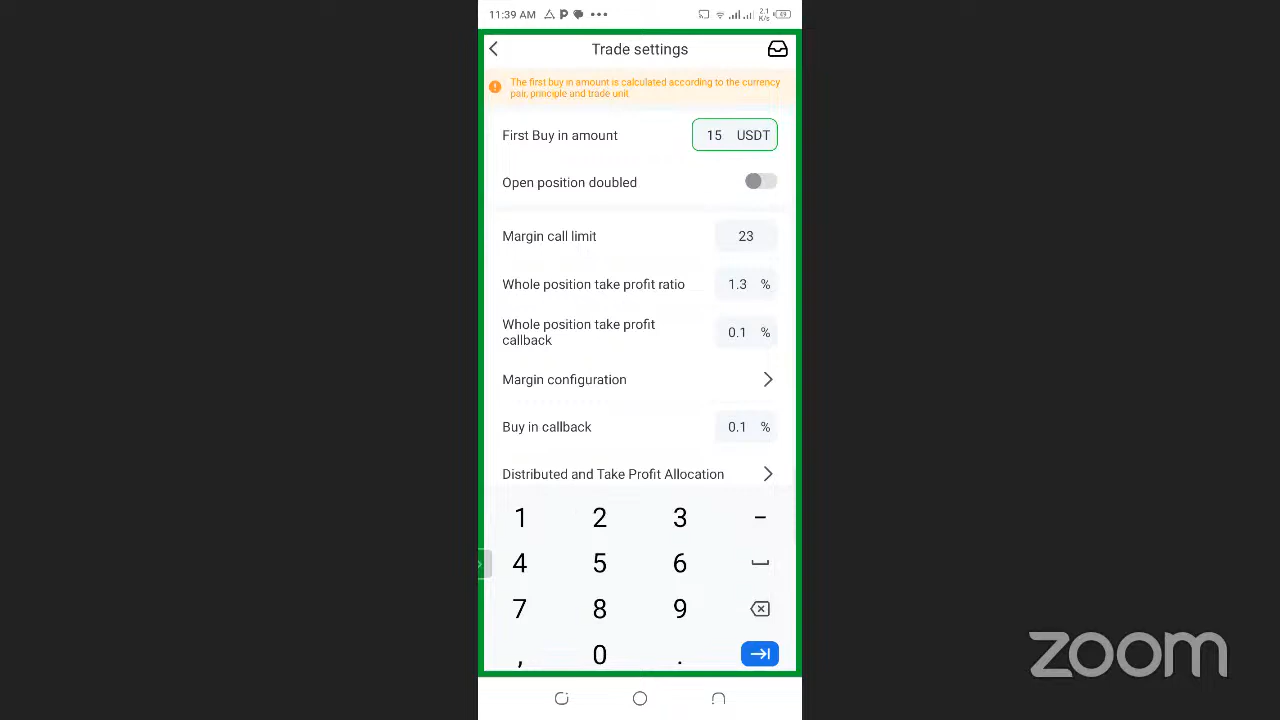 11:39 AM
2.1
K/s
49
Trade settings
The first buy in amount is calculated according to the currency
pair, principle and trade unit
First Buy in amount 15 USDT
Open position doubled
Margin call limit 23
Whole position take profit ratio 1.3 %
Whole position take profit
callback 0.1 %
Margin configuration
Buy in callback 0.1 %
Distributed and Take Profit Allocation
1 2 3 -
4 5 6
7 8 9
, 0 .
zoom